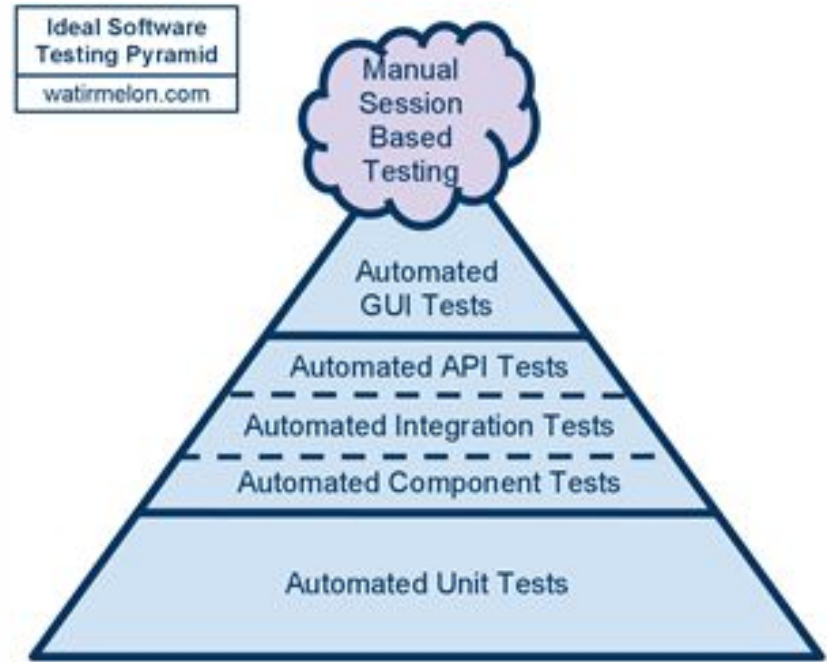 Ideal Software
Testing Pyramid
watirmelon.com
Manual
Session
Based
Testing
Automated
GUI Tests
Automated API Tests
Automated Integration Tests
Automated Component Tests
Automated Unit Tests